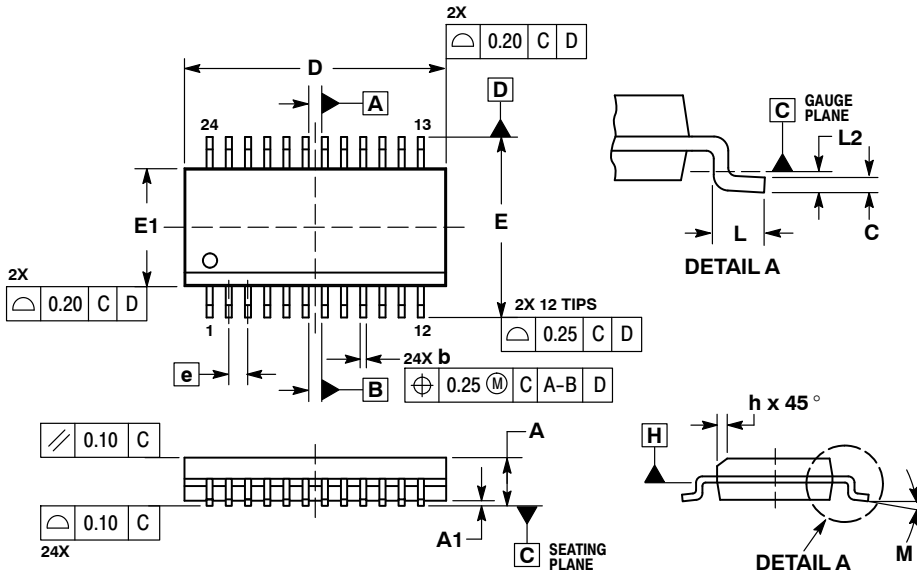 2X
⌓ 0.20 C D
D
A
D
24
13
C GAUGE PLANE
L2
E1
E
L
C
DETAIL A
2X
⌓ 0.20 C D
1
12
2X 12 TIPS
⌓ 0.25 C D
e
24X b
B
⌖ 0.25 Ⓜ C A-B D
h x 45°
⫽ 0.10 C
A
H
⌓ 0.10 C
24X
A1
C SEATING PLANE
M
DETAIL A